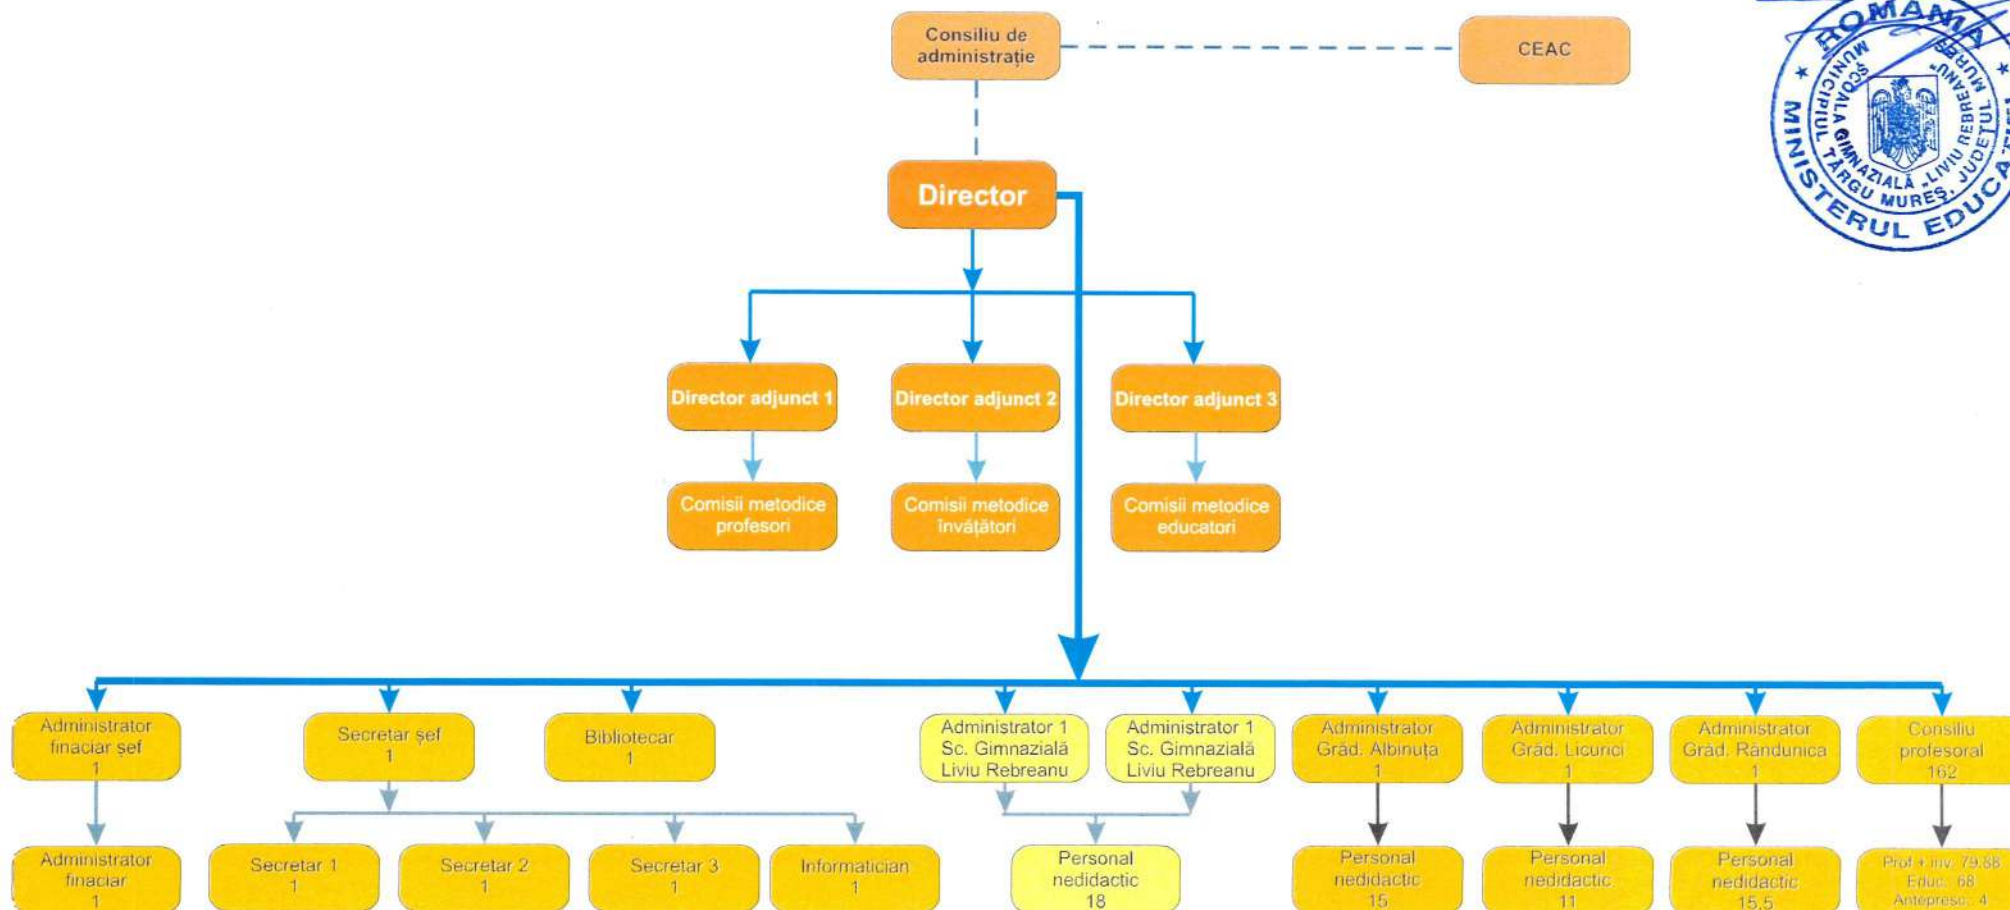 Consiliu de
administrație
CEAC
ROMANIA
MINISTERUL
MUNICIPIUL TÂRGU MUREȘ, JUDEȚUL MUREȘ
ȘCOALA GIMNAZIALĂ „LIVIU REBREANU”
Director
Director adjunct 1
Director adjunct 2
Director adjunct 3
Comisii metodice
profesori
Comisii metodice
învățători
Comisii metodice
educatori
Administrator
finaciar șef
1
Secretar șef
1
Bibliotecar
1
Administrator 1
Sc. Gimnazială
Liviu Rebreanu
Administrator 1
Sc. Gimnazială
Liviu Rebreanu
Administrator
Grăd. Albinuța
1
Administrator
Grăd. Licurici
1
Administrator
Grăd. Rândunica
1
Consiliu
profesoral
162
Administrator
finaciar
1
Secretar 1
1
Secretar 2
1
Secretar 3
1
Informatician
1
Personal
nedidactic
18
Personal
nedidactic
15
Personal
nedidactic
11
Personal
nedidactic
15,5
Prof.+.inv. 79.88
Educ.: 68
Antepresc.: 4